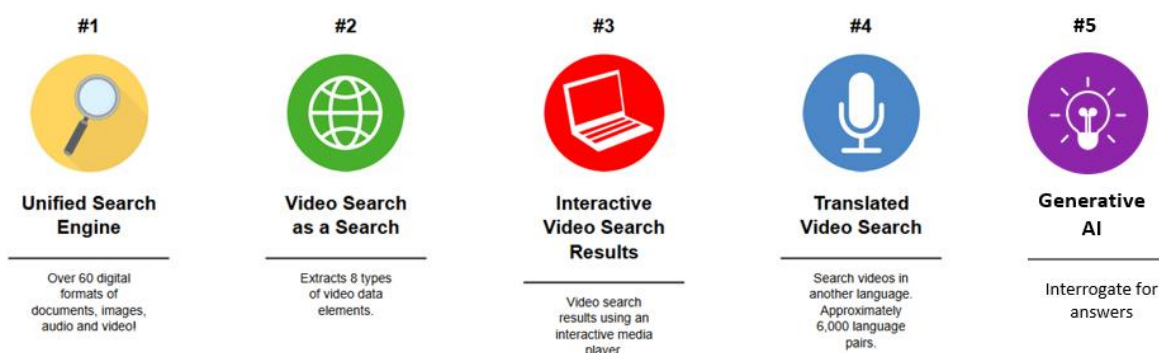 #1
Unified Search
Engine
Over 60 digital
formats of
documents, images,
audio and video!
#2
Video Search
as a Search
Extracts 8 types
of video data
elements.
#3
Interactive
Video Search
Results
Video search
results using an
interactive media
player
#4
Translated
Video Search
Search videos in
another language.
Approximately
6,000 language
pairs.
#5
Generative
AI
Interrogate for
answers